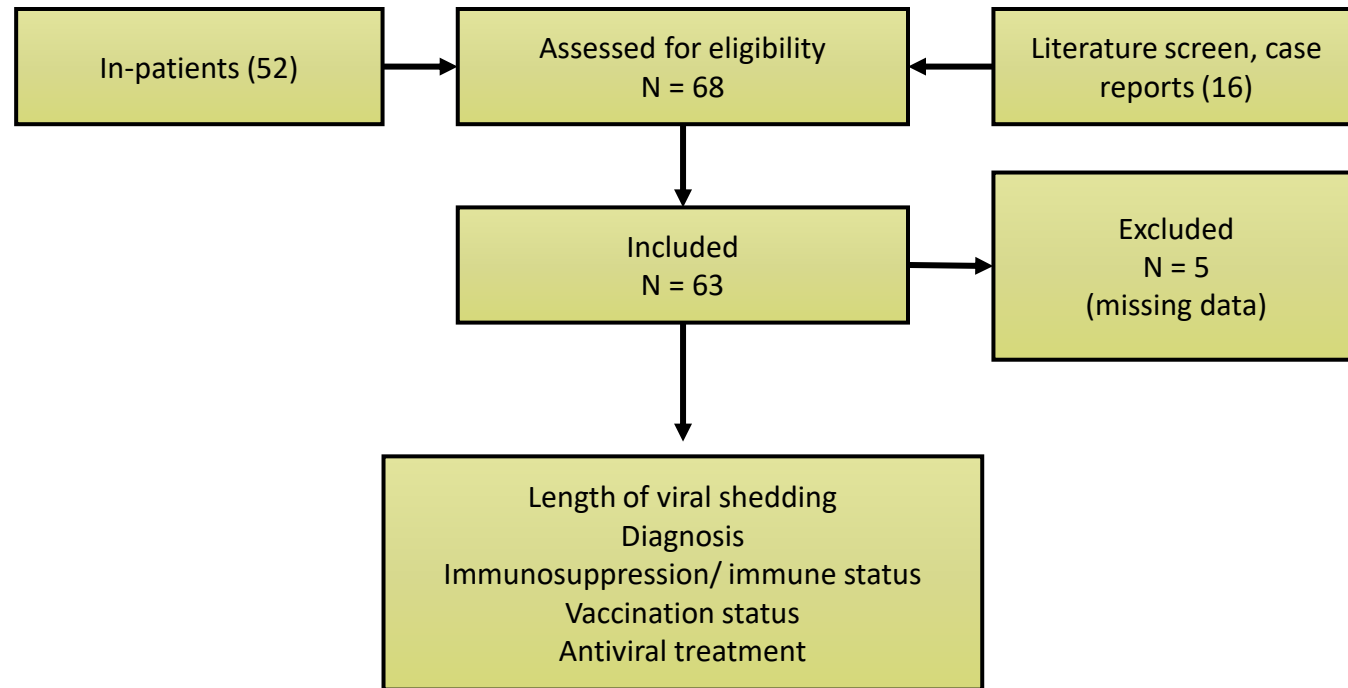 In-patients (52)
Assessed for eligibility
N = 68
Literature screen, case
reports (16)
Included
N = 63
Excluded
N = 5
(missing data)
Length of viral shedding
Diagnosis
Immunosuppression/ immune status
Vaccination status
Antiviral treatment